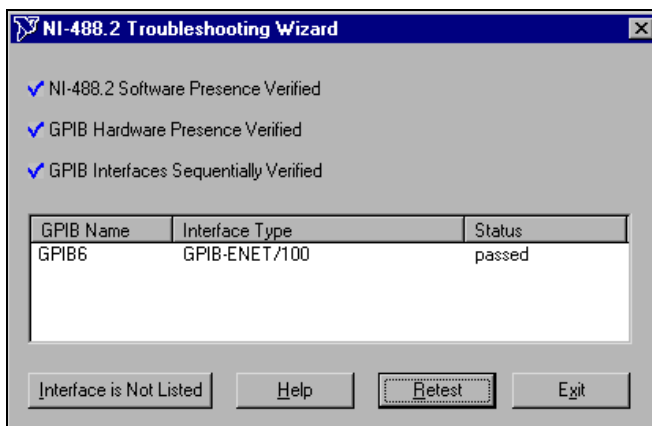 NI-488.2 Troubleshooting Wizard
NI-488.2 Software Presence Verified
GPIB Hardware Presence Verified
GPIB Interfaces Sequentially Verified
GPIB Name Interface Type Status
GPIB6 GPIB-ENET/100 passed
Interface is Not Listed Help Retest Exit